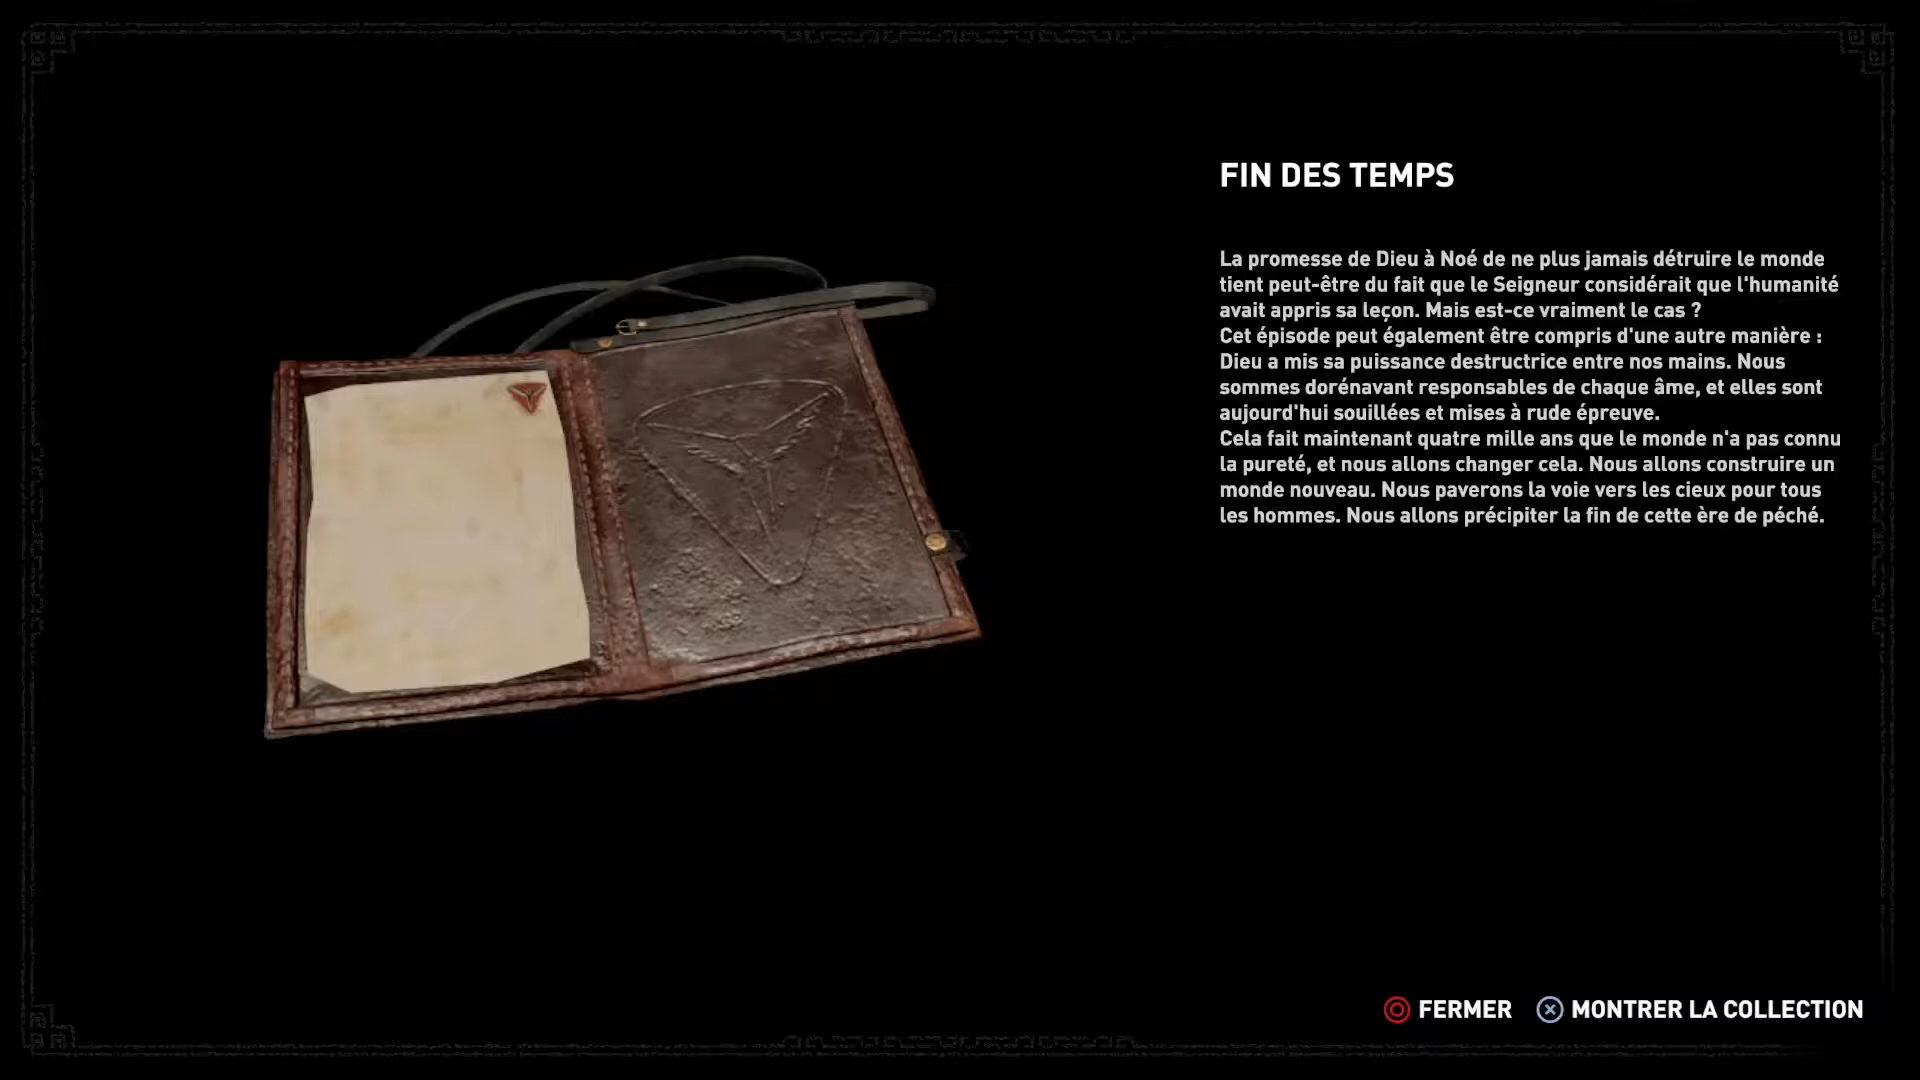 FIN DES TEMPS
La promesse de Dieu à Noé de ne plus jamais détruire le monde
tient peut-être du fait que le Seigneur considérait que l'humanité
avait appris sa leçon. Mais est-ce vraiment le cas ?
Cet épisode peut également être compris d'une autre manière :
Dieu a mis sa puissance destructrice entre nos mains. Nous
sommes dorénavant responsables de chaque âme, et elles sont
aujourd'hui souillées et mises à rude épreuve.
Cela fait maintenant quatre mille ans que le monde n'a pas connu
la pureté, et nous allons changer cela. Nous allons construire un
monde nouveau. Nous paverons la voie vers les cieux pour tous
les hommes. Nous allons précipiter la fin de cette ère de péché.
FERMER MONTRER LA COLLECTION